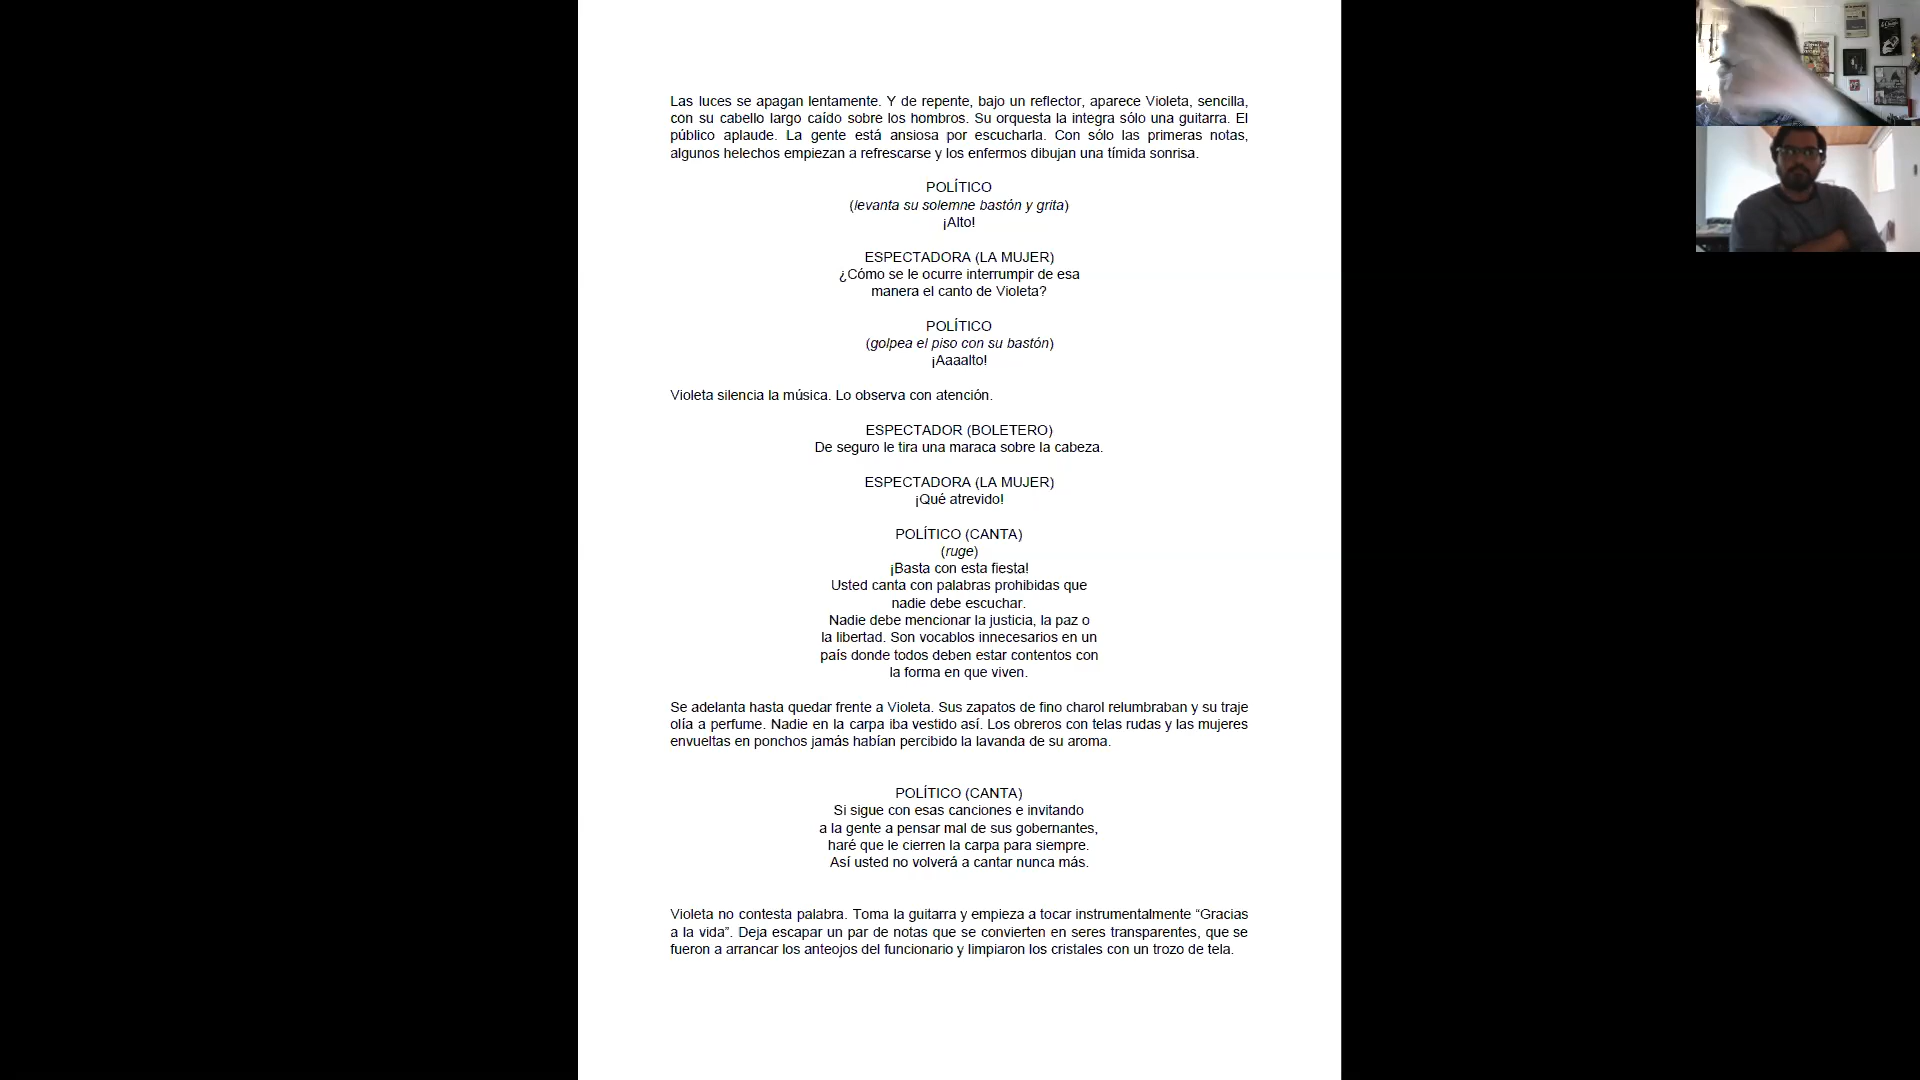 Las luces se apagan lentamente. Y de repente, bajo un reflector, aparece Violeta, sencilla,
con su cabello largo caído sobre los hombros. Su orquesta la integra sólo una guitarra. El
público aplaude. La gente está ansiosa por escucharla. Con sólo las primeras notas,
algunos helechos empiezan a refrescarse y los enfermos dibujan una tímida sonrisa.
POLÍTICO
(levanta su solemne bastón y grita)
¡Alto!
ESPECTADORA (LA MUJER)
¿Cómo se le ocurre interrumpir de esa
manera el canto de Violeta?
POLÍTICO
(golpea el piso con su bastón)
¡Aaaalto!
Violeta silencia la música. Lo observa con atención.
ESPECTADOR (BOLETERO)
De seguro le tira una maraca sobre la cabeza.
ESPECTADORA (LA MUJER)
¡Qué atrevido!
POLÍTICO (CANTA)
(ruge)
¡Basta con esta fiesta!
Usted canta con palabras prohibidas que
nadie debe escuchar.
Nadie debe mencionar la justicia, la paz o
la libertad. Son vocablos innecesarios en un
país donde todos deben estar contentos con
la forma en que viven.
Se adelanta hasta quedar frente a Violeta. Sus zapatos de fino charol relumbraban y su traje
olía a perfume. Nadie en la carpa iba vestido así. Los obreros con telas rudas y las mujeres
envueltas en ponchos jamás habían percibido la lavanda de su aroma.
POLÍTICO (CANTA)
Si sigue con esas canciones e invitando
a la gente a pensar mal de sus gobernantes,
haré que le cierren la carpa para siempre.
Así usted no volverá a cantar nunca más.
Violeta no contesta palabra. Toma la guitarra y empieza a tocar instrumentalmente “Gracias
a la vida”. Deja escapar un par de notas que se convierten en seres transparentes, que se
fueron a arrancar los anteojos del funcionario y limpiaron los cristales con un trozo de tela.